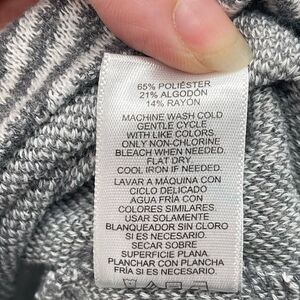 65% POLIÉSTER
21% ALGODÓN
14% RAYÓN
MACHINE WASH COLD
GENTLE CYCLE
WITH LIKE COLORS.
ONLY NON-CHLORINE
BLEACH WHEN NEEDED.
FLAT DRY.
COOL IRON IF NEEDED.
LAVAR A MÁQUINA CON
CICLO DELICADO
AGUA FRÍA CON
COLORES SIMILARES.
USAR SOLAMENTE
BLANQUEADOR SIN CLORO
SI ES NECESARIO.
SECAR SOBRE
SUPERFICIE PLANA
PLANCHAR CON PLANCHA
FRÍA SI ES NECESARIO.